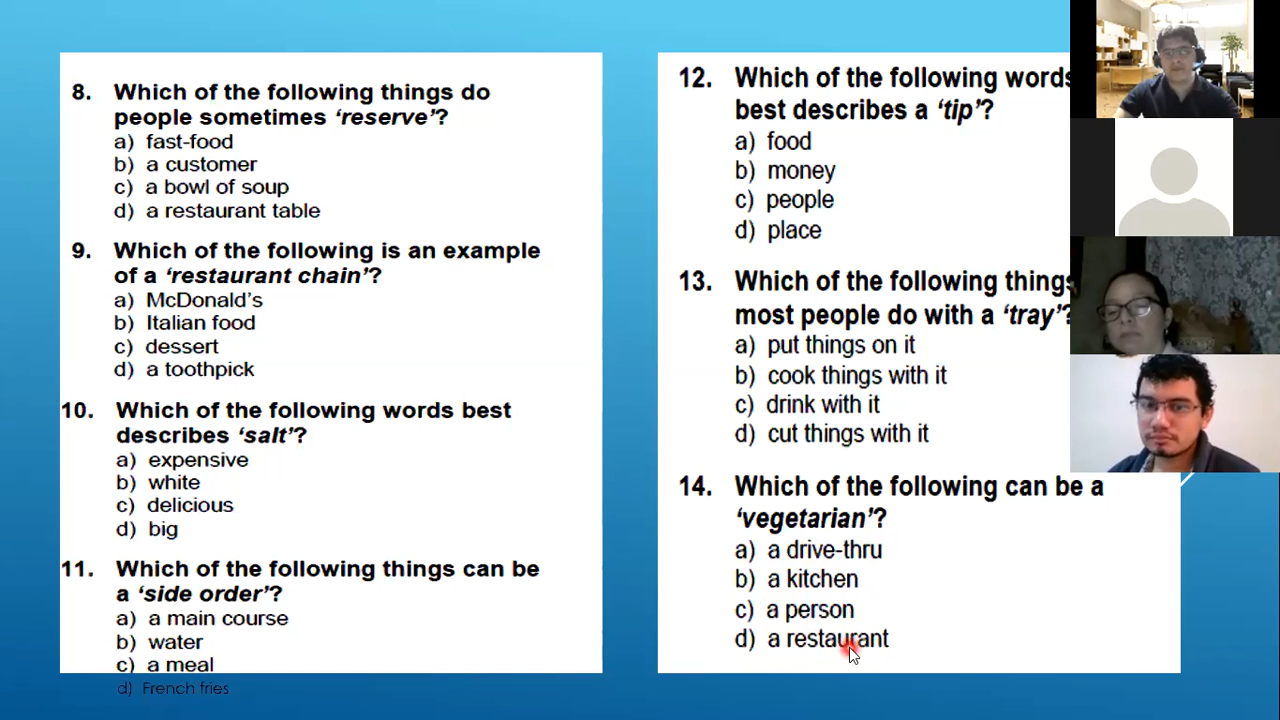 8. Which of the following things do
people sometimes 'reserve'?
a) fast-food
b) a customer
c) a bowl of soup
d) a restaurant table
9. Which of the following is an example
of a 'restaurant chain'?
a) McDonald's
b) Italian food
c) dessert
d) a toothpick
10. Which of the following words best
describes 'salt'?
a) expensive
b) white
c) delicious
d) big
11. Which of the following things can be
a 'side order'?
a) a main course
b) water
c) a meal
d) French fries
12. Which of the following words
best describes a 'tip'?
a) food
b) money
c) people
d) place
13. Which of the following things
most people do with a 'tray'?
a) put things on it
b) cook things with it
c) drink with it
d) cut things with it
14. Which of the following can be a
'vegetarian'?
a) a drive-thru
b) a kitchen
c) a person
d) a restaurant